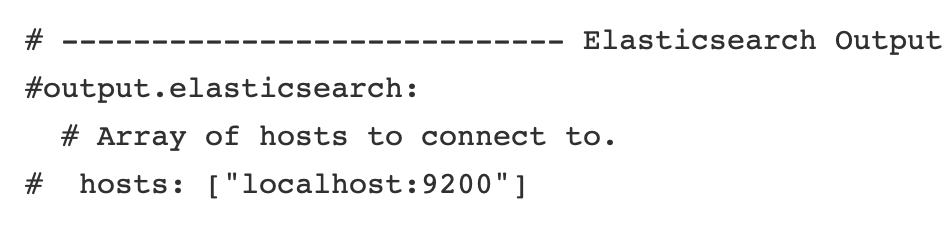 # ---------------------------- Elasticsearch Output
#output.elasticsearch:
  # Array of hosts to connect to.
#  hosts: ["localhost:9200"]